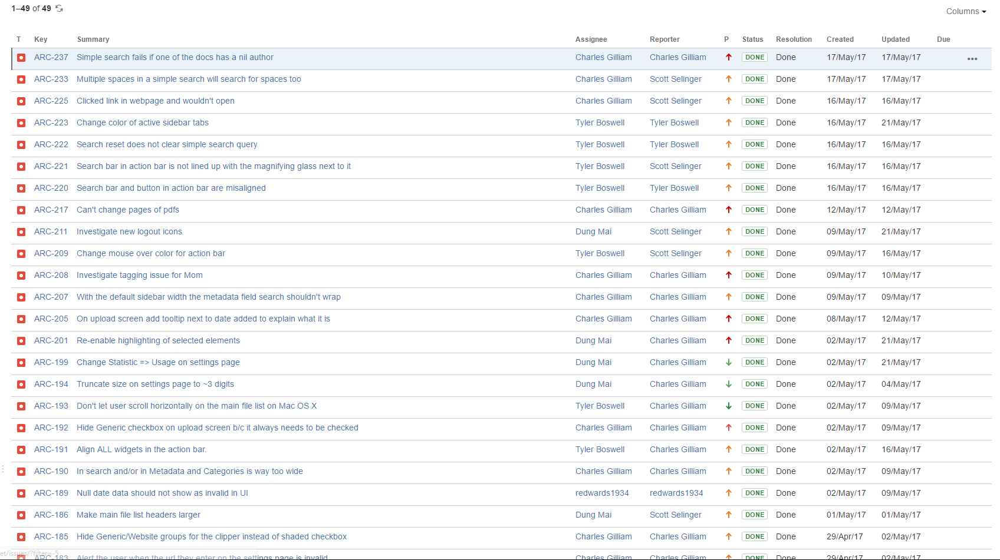 1–49 of 49
Columns
T Key Summary Assignee Reporter P Status Resolution Created Updated Due
ARC-237 Simple search fails if one of the docs has a nil author Charles Gilliam Charles Gilliam DONE Done 17/May/17 17/May/17
ARC-233 Multiple spaces in a simple search will search for spaces too Charles Gilliam Scott Selinger DONE Done 17/May/17 17/May/17
ARC-225 Clicked link in webpage and wouldn't open Charles Gilliam Scott Selinger DONE Done 16/May/17 16/May/17
ARC-223 Change color of active sidebar tabs Tyler Boswell Tyler Boswell DONE Done 16/May/17 21/May/17
ARC-222 Search reset does not clear simple search query Tyler Boswell Tyler Boswell DONE Done 16/May/17 16/May/17
ARC-221 Search bar in action bar is not lined up with the magnifying glass next to it Tyler Boswell Scott Selinger DONE Done 16/May/17 16/May/17
ARC-220 Search bar and button in action bar are misaligned Tyler Boswell Tyler Boswell DONE Done 16/May/17 16/May/17
ARC-217 Can't change pages of pdfs Charles Gilliam Charles Gilliam DONE Done 12/May/17 12/May/17
ARC-211 Investigate new logout icons Dung Mai Scott Selinger DONE Done 09/May/17 21/May/17
ARC-209 Change mouse over color for action bar Tyler Boswell Scott Selinger DONE Done 09/May/17 16/May/17
ARC-208 Investigate tagging issue for Mom Charles Gilliam Charles Gilliam DONE Done 09/May/17 10/May/17
ARC-207 With the default sidebar width the metadata field search shouldn't wrap Charles Gilliam Charles Gilliam DONE Done 09/May/17 09/May/17
ARC-205 On upload screen add tooltip next to date added to explain what it is Charles Gilliam Charles Gilliam DONE Done 08/May/17 12/May/17
ARC-201 Re-enable highlighting of selected elements Dung Mai Charles Gilliam DONE Done 02/May/17 21/May/17
ARC-199 Change Statistic => Usage on settings page Dung Mai Charles Gilliam DONE Done 02/May/17 21/May/17
ARC-194 Truncate size on settings page to ~3 digits Dung Mai Charles Gilliam DONE Done 02/May/17 04/May/17
ARC-193 Don't let user scroll horizontally on the main file list on Mac OS X Tyler Boswell Charles Gilliam DONE Done 02/May/17 09/May/17
ARC-192 Hide Generic checkbox on upload screen b/c it always needs to be checked Charles Gilliam Charles Gilliam DONE Done 02/May/17 09/May/17
ARC-191 Align ALL widgets in the action bar. Tyler Boswell Charles Gilliam DONE Done 02/May/17 16/May/17
ARC-190 In search and/or in Metadata and Categories is way too wide Charles Gilliam Charles Gilliam DONE Done 02/May/17 09/May/17
ARC-189 Null date data should not show as invalid in UI redwards1934 redwards1934 DONE Done 02/May/17 09/May/17
ARC-186 Make main file list headers larger Dung Mai Scott Selinger DONE Done 01/May/17 01/May/17
ARC-185 Hide Generic/Website groups for the clipper instead of shaded checkbox Charles Gilliam Charles Gilliam DONE Done 29/Apr/17 02/May/17
et/issues/?filter=-5
ARC-183 Alert the user when the url they enter on the settings page is invalid Charles Gilliam Charles Gilliam DONE Done 29/Apr/17 02/May/17